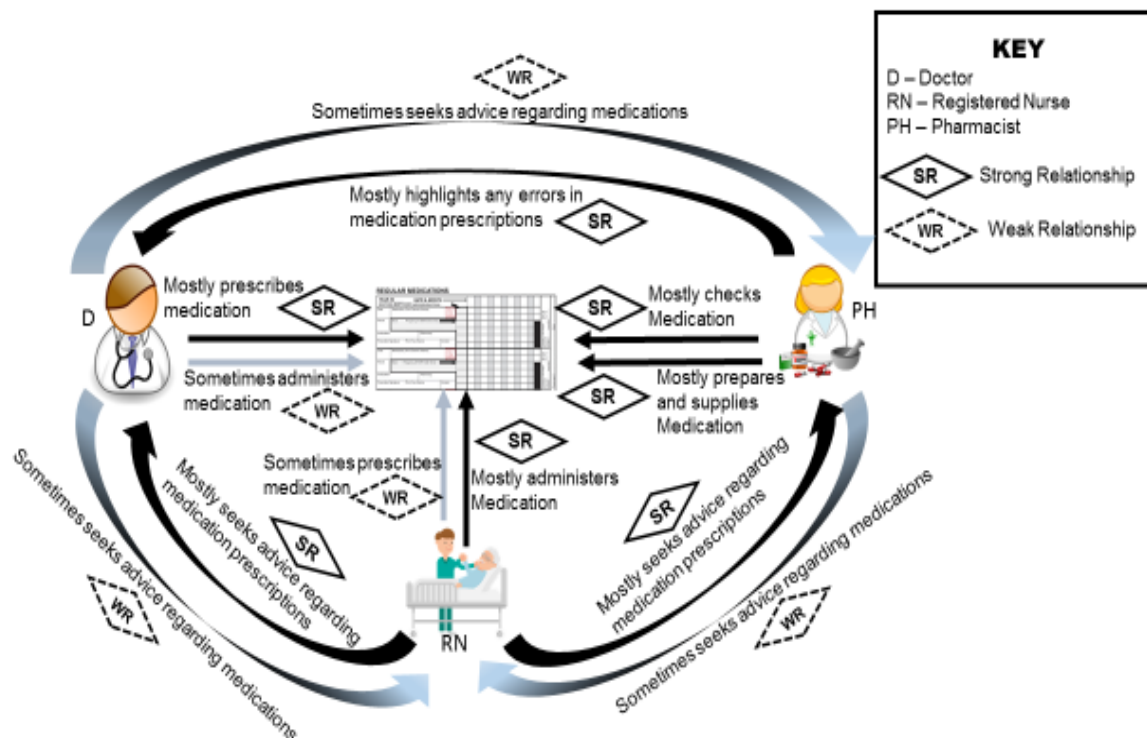 WR
Sometimes seeks advice regarding medications
KEY
D – Doctor
RN – Registered Nurse
PH – Pharmacist
SR
Strong Relationship
WR
Weak Relationship
Mostly highlights any errors in
medication prescriptions
SR
D
Mostly prescribes
medication
SR
REGULAR MEDICATIONS
SR
Mostly checks
Medication
PH
Sometimes administers
medication
WR
SR
Mostly prepares
and supplies
Medication
Sometimes prescribes
medication
WR
SR
Mostly administers
Medication
RN
Sometimes seeks advice regarding medications
WR
Mostly seeks advice regarding
medication prescriptions
SR
SR
Mostly seeks advice regarding
medication prescriptions
Sometimes seeks advice regarding medications
WR